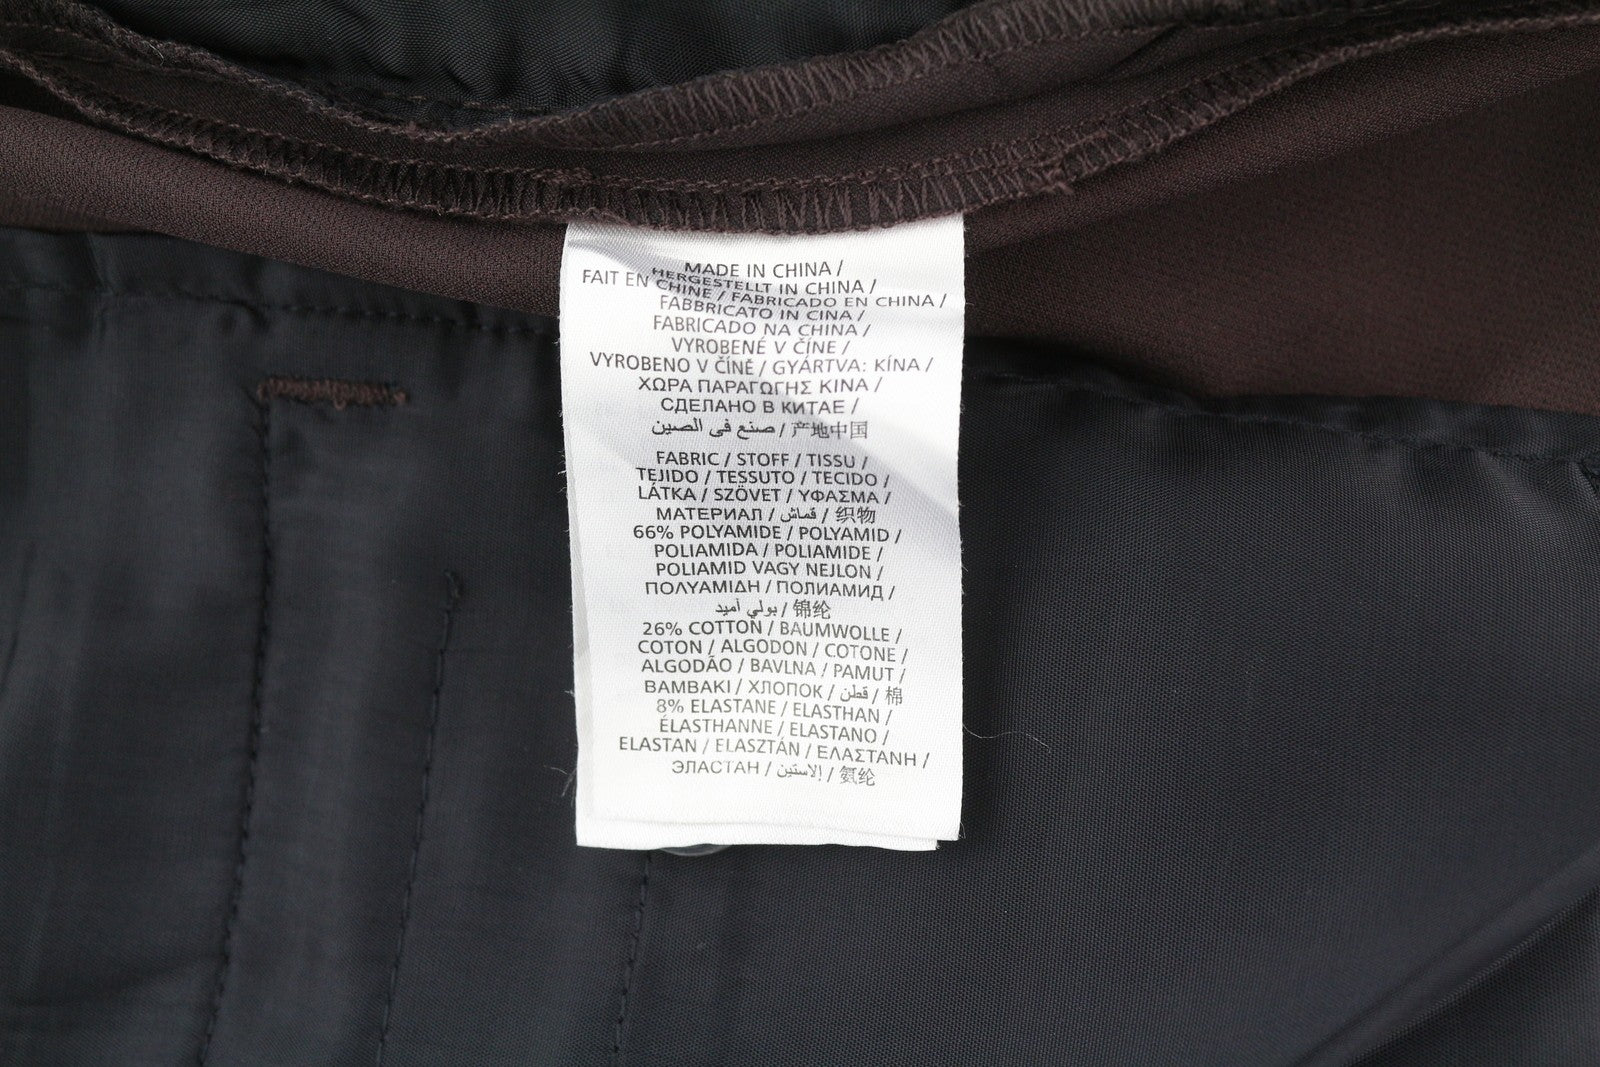 MADE IN CHINA /
HERGESTELLT IN CHINA /
FAIT EN CHINE / FABRICADO EN CHINA /
FABBRICATO IN CINA /
FABRICADO NA CHINA /
VYROBENÉ V ČÍNE /
VYROBENO V ČÍNĚ / GYÁRTVA: KÍNA /
ΧΩΡΑ ΠΑΡΑΓΩΓΗΣ ΚΙΝΑ /
СДЕЛАНО В КИТАЕ /
صنع فى الصين / 产地中国
FABRIC / STOFF / TISSU /
TEJIDO / TESSUTO / TECIDO /
LÁTKA / SZÖVET / ΥΦΑΣΜΑ /
МАТЕРИАЛ / قماش / 织物
66% POLYAMIDE / POLYAMID /
POLIAMIDA / POLIAMIDE /
POLIAMID VAGY NEJLON /
ΠΟΛΥΑΜΙΔΗ / ПОЛИАМИД /
بولي أميد / 锦纶
26% COTTON / BAUMWOLLE /
COTON / ALGODON / COTONE /
ALGODÃO / BAVLNA / PAMUT /
ΒΑΜΒΑΚΙ / ХЛОПОК / قطن / 棉
8% ELASTANE / ELASTHAN /
ÉLASTHANNE / ELASTANO /
ELASTAN / ELASZTÁN / ΕΛΑΣΤΑΝΗ /
ЭЛАСТАН / إلاستين / 氨纶